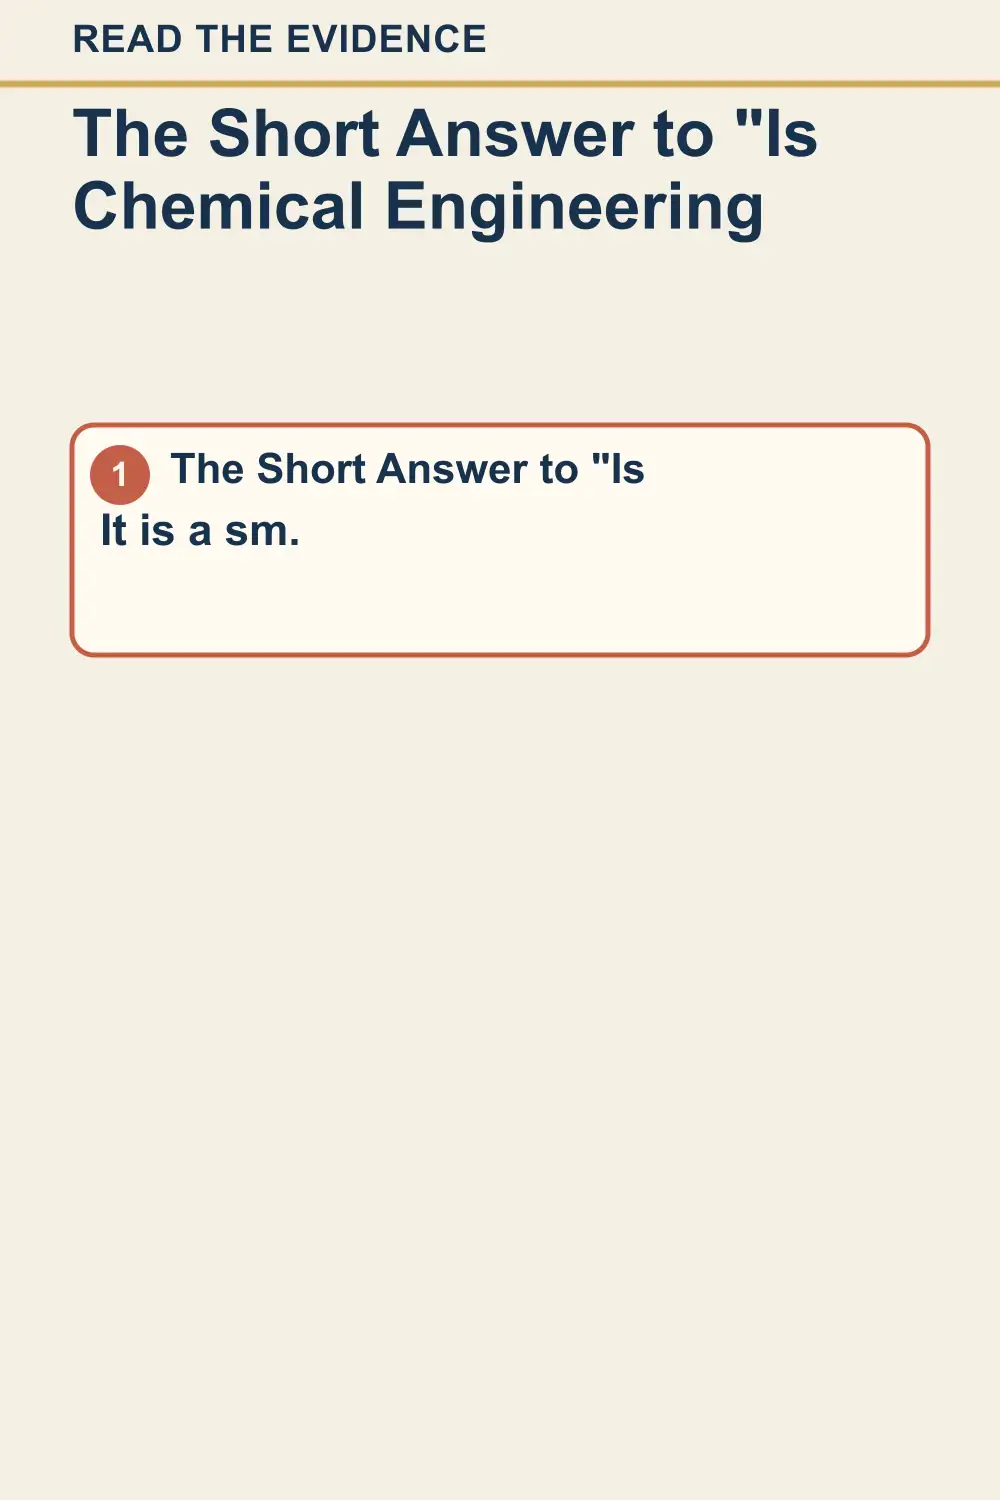 READ THE EVIDENCE
The Short Answer to "Is
Chemical Engineering
1 The Short Answer to "Is
It is a sm.